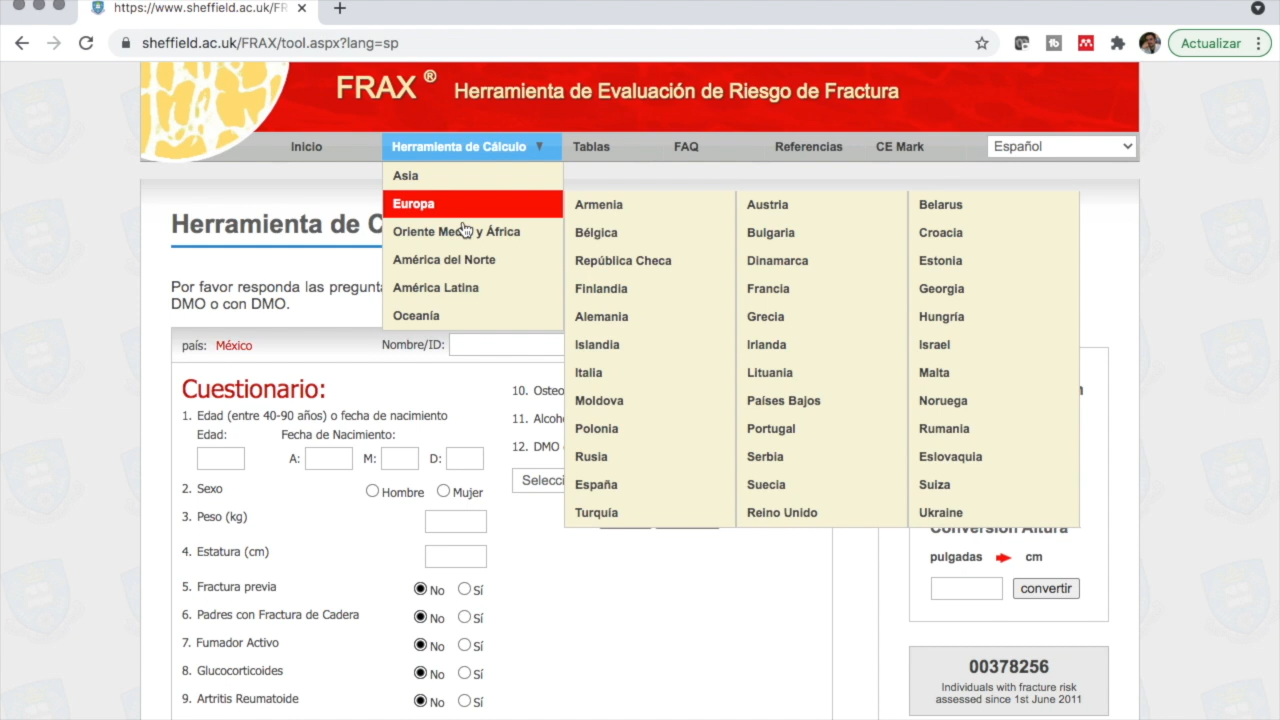 https://www.sheffield.ac.uk/FR
sheffield.ac.uk/FRAX/tool.aspx?lang=sp
Actualizar
FRAX ® Herramienta de Evaluación de Riesgo de Fractura
Inicio Herramienta de Cálculo ▼ Tablas FAQ Referencias CE Mark Español
Asia
Europa
Oriente Medio y África
América del Norte
América Latina
Oceanía
Armenia Austria Belarus
Bélgica Bulgaria Croacia
República Checa Dinamarca Estonia
Finlandia Francia Georgia
Alemania Grecia Hungría
Islandia Irlanda Israel
Italia Lituania Malta
Moldova Países Bajos Noruega
Polonia Portugal Rumania
Rusia Serbia Eslovaquia
España Suecia Suiza
Turquía Reino Unido Ukraine
Herramienta de C
Por favor responda las pregunt
DMO o con DMO.
país: México Nombre/ID:
Cuestionario:
1. Edad (entre 40-90 años) o fecha de nacimiento
Edad: Fecha de Nacimiento:
A: M: D:
2. Sexo Hombre Mujer
3. Peso (kg)
4. Estatura (cm)
5. Fractura previa No Sí
6. Padres con Fractura de Cadera No Sí
7. Fumador Activo No Sí
8. Glucocorticoides No Sí
9. Artritis Reumatoide No Sí
10. Osteo
11. Alcoh
12. DMO
Selecci
Conversión Altura
pulgadas cm
convertir
00378256
Individuals with fracture risk
assessed since 1st June 2011